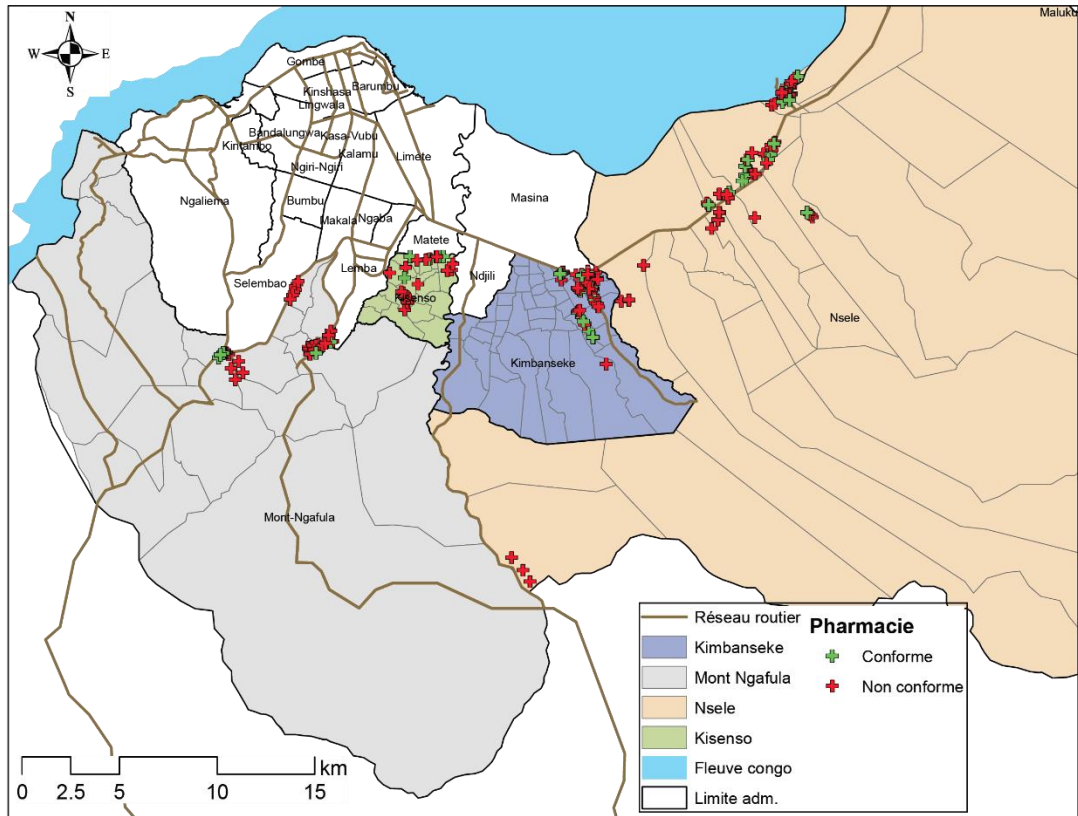 Maluku
N
W E
S
Gombe
Barumbu
Kinshasa
Lingwala
Bandalungwa
Kasa-Vubu
Kintambo
Kalamu
Limete
Ngiri-Ngiri
Masina
Ngaliema
Bumbu
Makala
Ngaba
Matete
Lemba
Ndjili
Selembao
Kisenso
Nsele
Kimbanseke
Mont-Ngafula
Réseau routier
Pharmacie
Kimbanseke
Conforme
Mont Ngafula
Non conforme
Nsele
Kisenso
Fleuve congo
Limite adm.
km
0 2.5 5 10 15